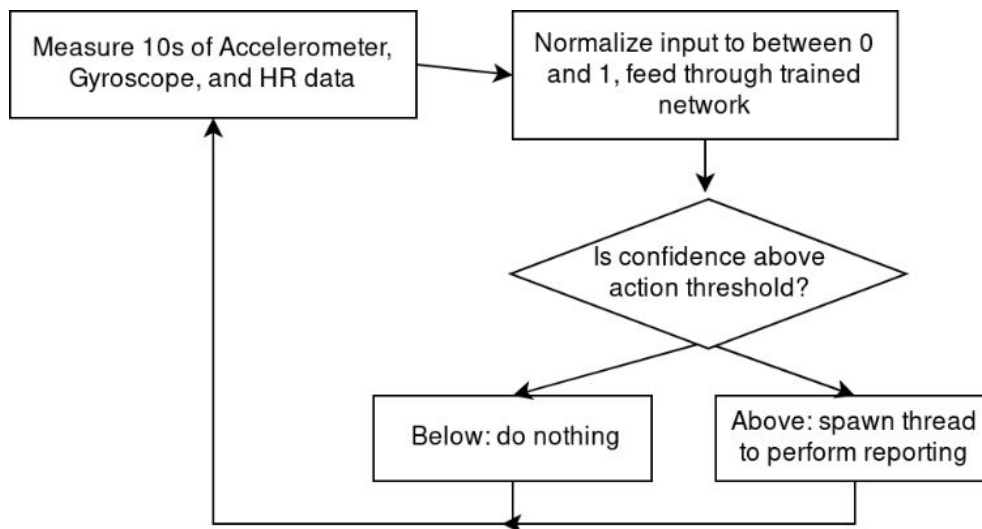 Measure 10s of Accelerometer,
Gyroscope, and HR data
Normalize input to between 0
and 1, feed through trained
network
Is confidence above
action threshold?
Below: do nothing
Above: spawn thread
to perform reporting